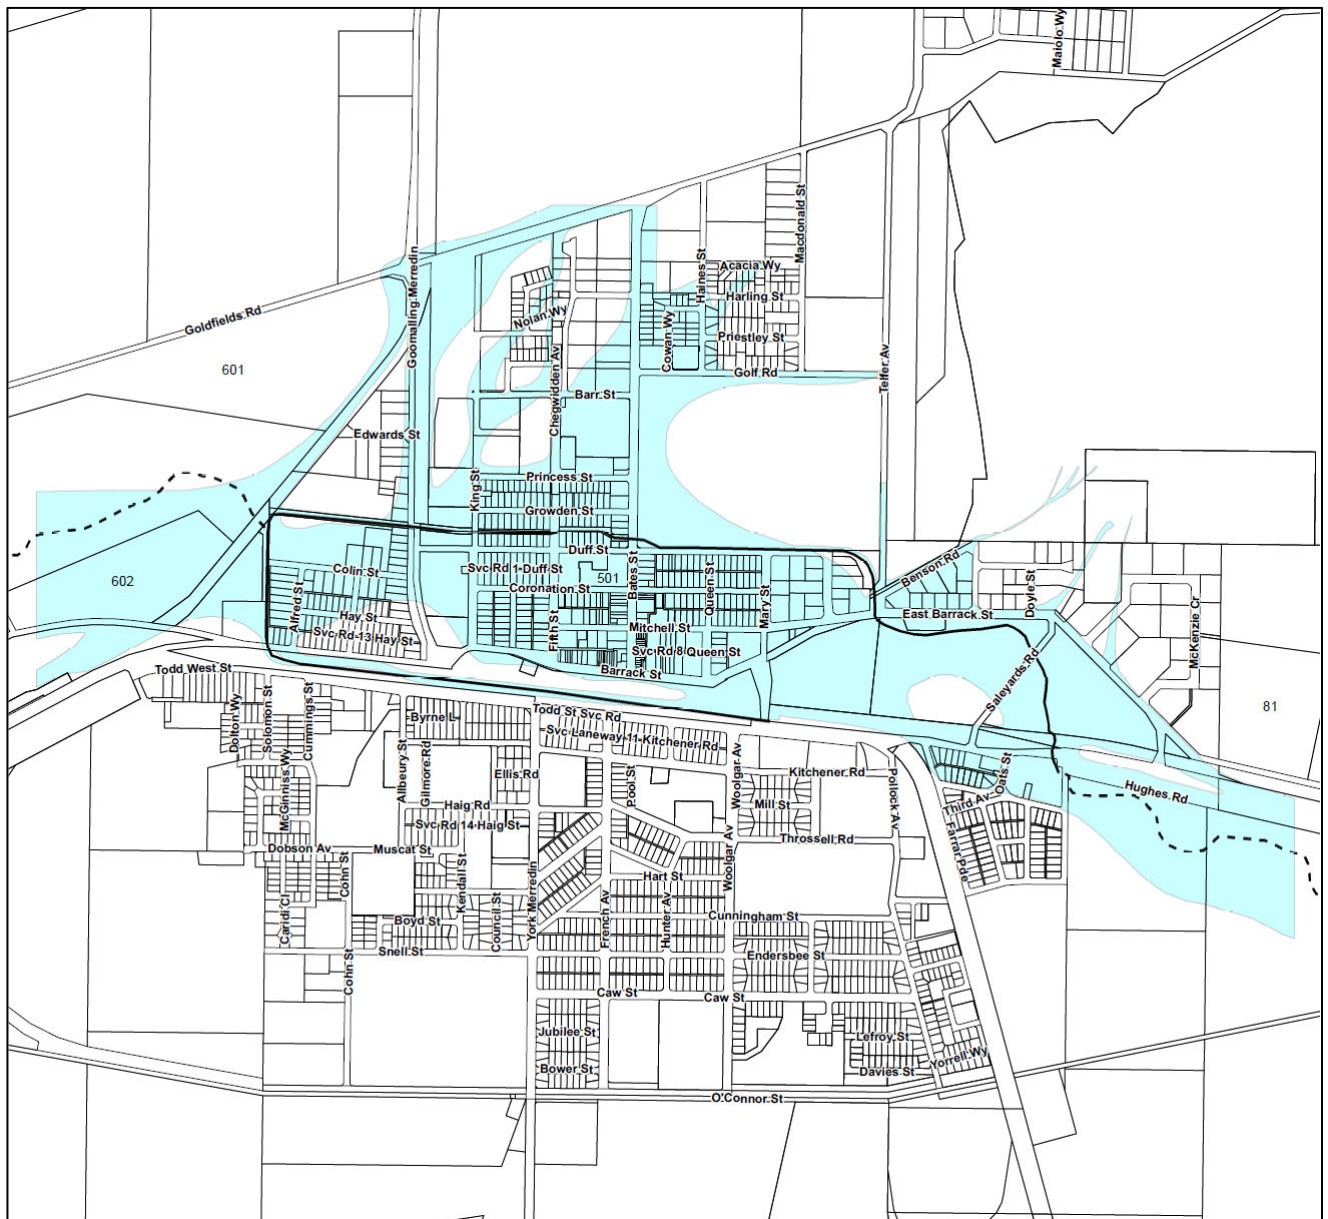 Maiolo Wy
Macdonald St
Goomalling-Merredin
Haines St
Acacia Wy
Harling St
Goldfields Rd
Nolan Wy
Cowan Wy
Priestley St
601
Golf Rd
Telfer Av
Chegwidden Av
Barr St
Edwards St
Princess St
King St
Growden St
Duff St
Colin St
Svc Rd 1-Duff St
501
Bates St
Queen St
Benson Rd
602
Coronation St
Doyle St
Alfred St
Hay St
Fifth St
Mary St
East Barrack St
McKenzie Cr
Svc Rd-13-Hay St
Mitchell St
Svc Rd 8-Queen St
Todd West St
Barrack St
Saleyards Rd
81
Dolton Wy
Solomon St
Cummings St
Byrne L
Todd St Svc Rd
Svc Laneway 11-Kitchener Rd
McGinniss Wy
Allbeury St
Gilmore Rd
Ellis Rd
Pool St
Woolgar Av
Kitchener Rd
Pollock Av
Oats St
Hughes Rd
Haig Rd
Mill St
Third Av
Svc Rd 14-Haig St
Throssell Rd
Farrar Pde
Dobson Av
Muscat St
Cohn St
Kendall St
Hart St
Woolgar Av
Caridi Cl
Boyd St
Council St
York-Merredin
French Av
Hunter Av
Cunningham St
Snell St
Endersbee St
Cohn St
Caw St
Caw St
Jubilee St
Lefroy St
Yorrell Wy
Bower St
Davies St
O'Connor St